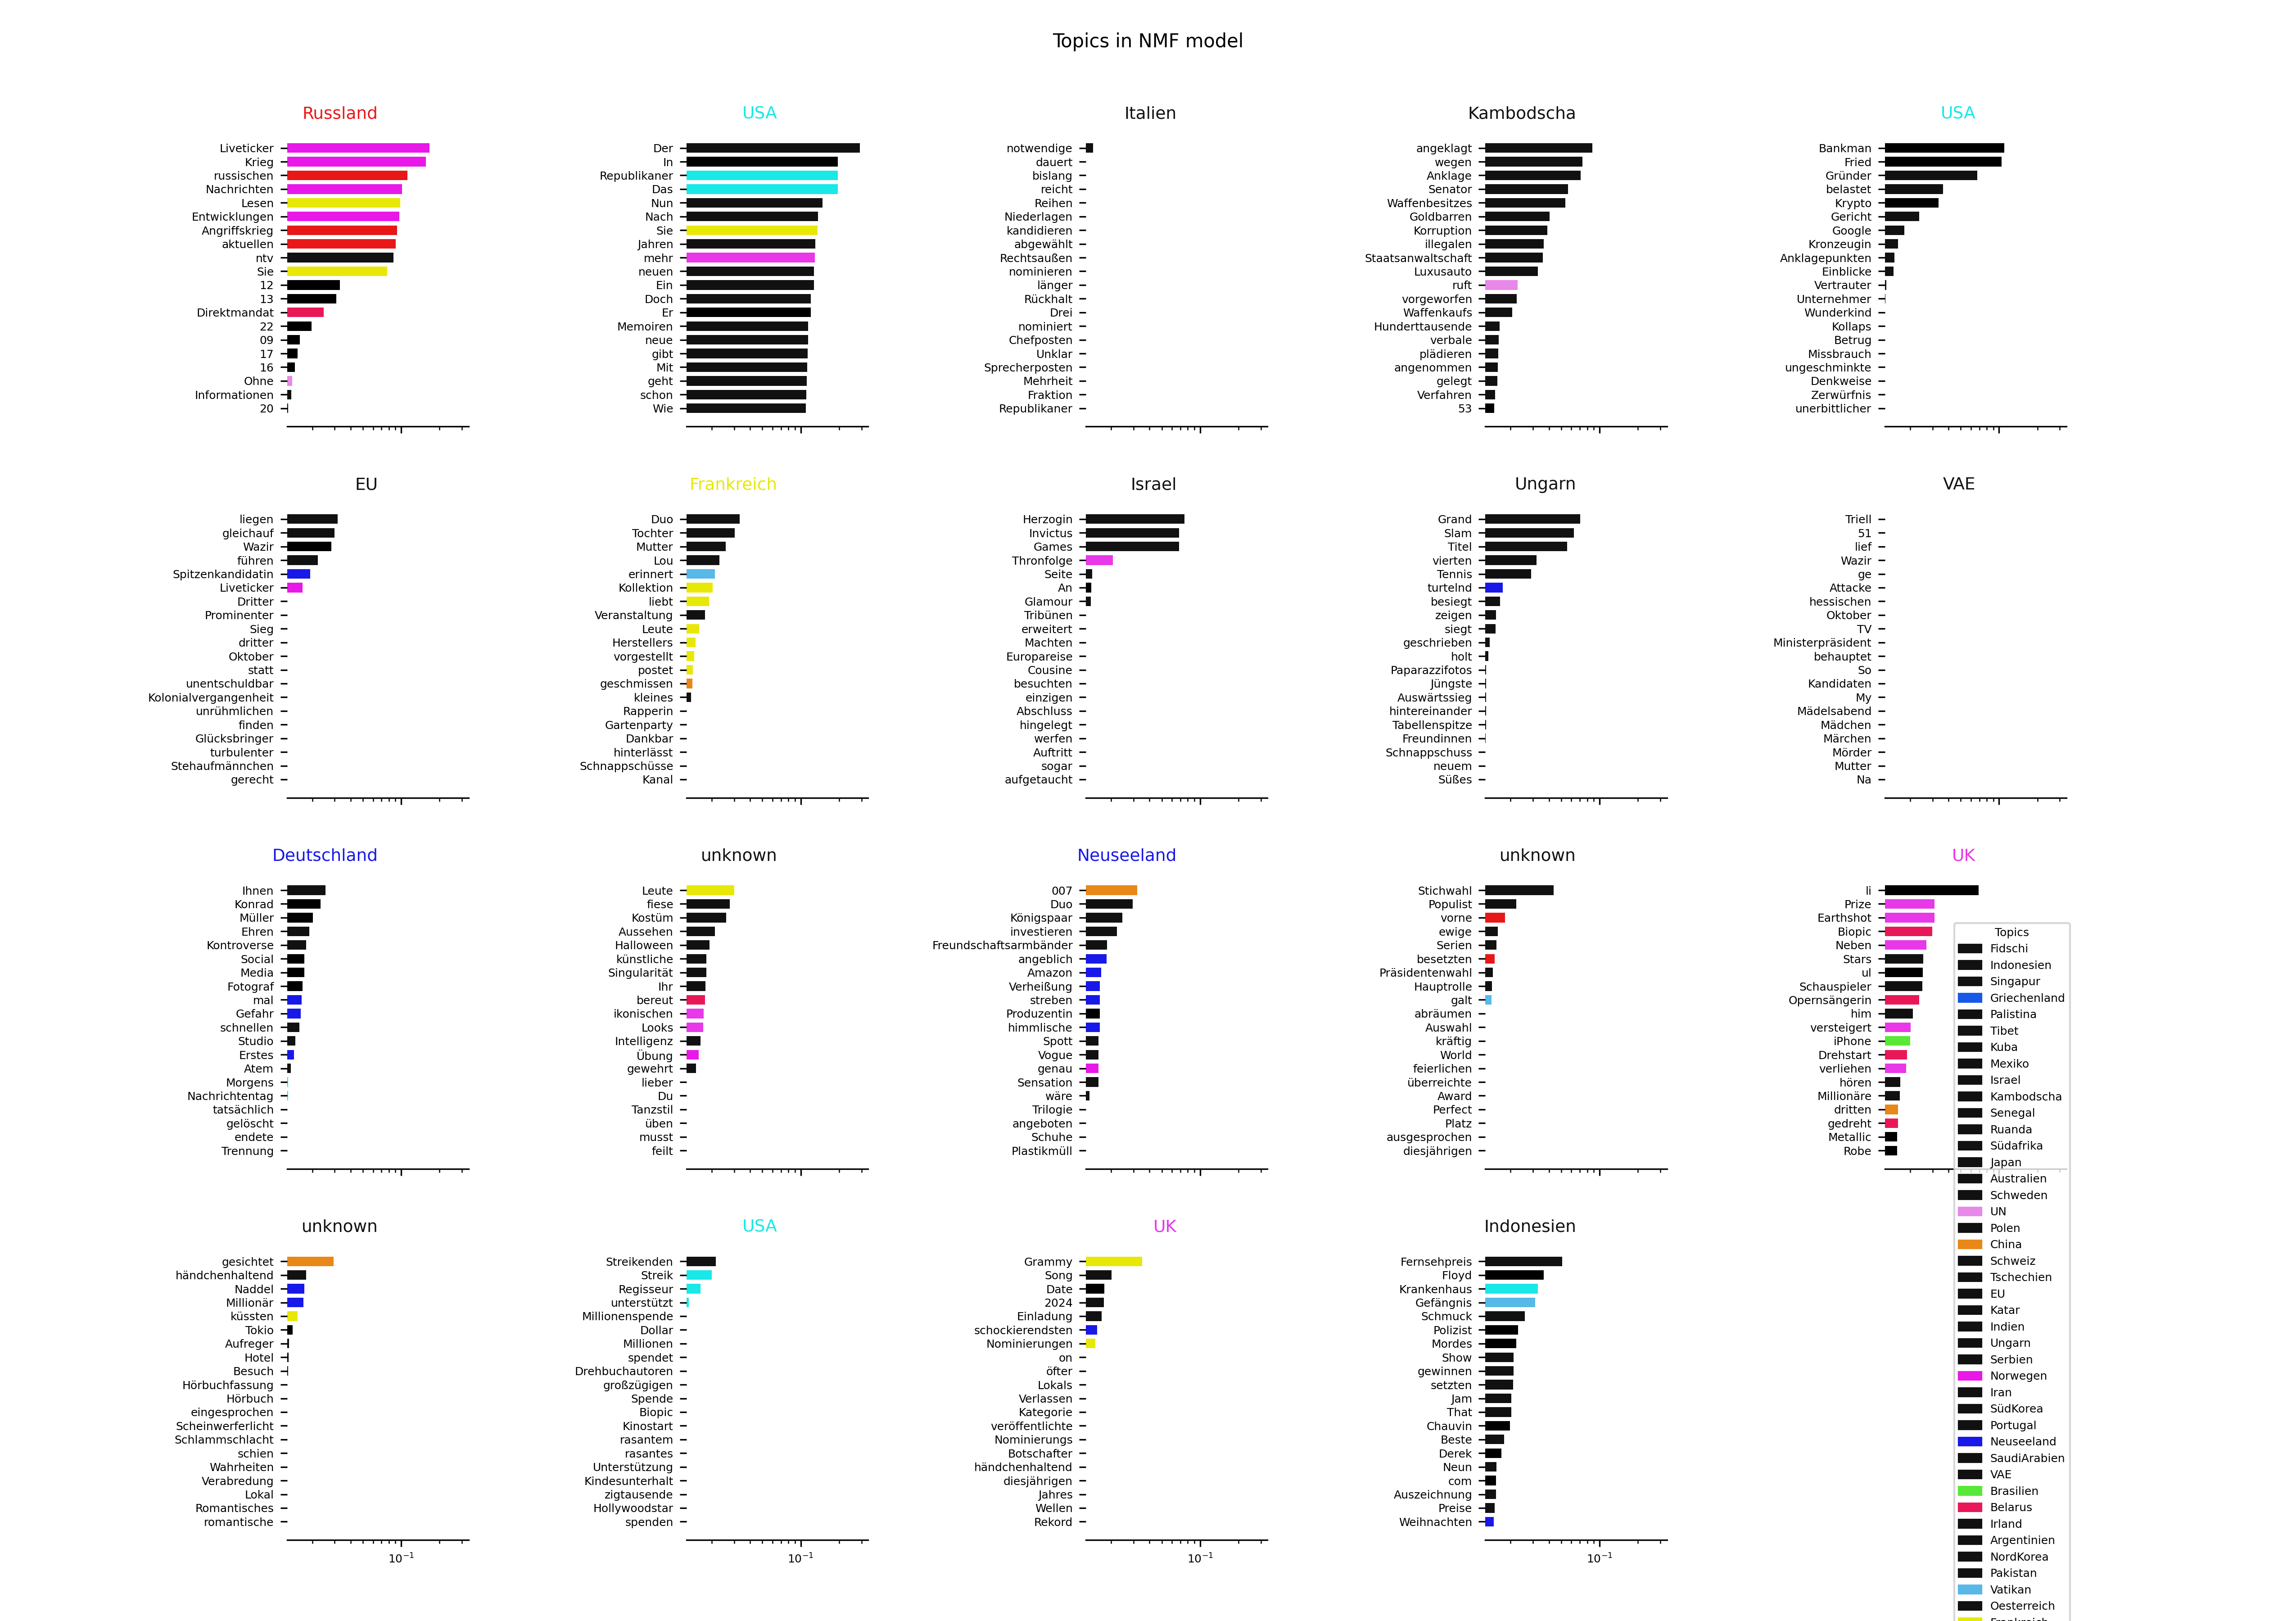 Topics in NMF model
Russland
Liveticker
Krieg
russischen
Nachrichten
Lesen
Entwicklungen
Angriffskrieg
aktuellen
ntv
Sie
12
13
Direktmandat
22
09
17
16
Ohne
Informationen
20
USA
Der
In
Republikaner
Das
Nun
Nach
Sie
Jahren
mehr
neuen
Ein
Doch
Er
Memoiren
neue
gibt
Mit
geht
schon
Wie
Italien
notwendige
dauert
bislang
reicht
Reihen
Niederlagen
kandidieren
abgewählt
Rechtsaußen
nominieren
länger
Rückhalt
Drei
nominiert
Chefposten
Unklar
Sprecherposten
Mehrheit
Fraktion
Republikaner
Kambodscha
angeklagt
wegen
Anklage
Senator
Waffenbesitzes
Goldbarren
Korruption
illegalen
Staatsanwaltschaft
Luxusauto
ruft
vorgeworfen
Waffenkaufs
Hunderttausende
verbale
plädieren
angenommen
gelegt
Verfahren
53
USA
Bankman
Fried
Gründer
belastet
Krypto
Gericht
Google
Kronzeugin
Anklagepunkten
Einblicke
Vertrauter
Unternehmer
Wunderkind
Kollaps
Betrug
Missbrauch
ungeschminkte
Denkweise
Zerwürfnis
unerbittlicher
EU
liegen
gleichauf
Wazir
führen
Spitzenkandidatin
Liveticker
Dritter
Prominenter
Sieg
dritter
Oktober
statt
unentschuldbar
Kolonialvergangenheit
unrühmlichen
finden
Glücksbringer
turbulenter
Stehaufmännchen
gerecht
Frankreich
Duo
Tochter
Mutter
Lou
erinnert
Kollektion
liebt
Veranstaltung
Leute
Herstellers
vorgestellt
postet
geschmissen
kleines
Rapperin
Gartenparty
Dankbar
hinterlässt
Schnappschüsse
Kanal
Israel
Herzogin
Invictus
Games
Thronfolge
Seite
An
Glamour
Tribünen
erweitert
Machten
Europareise
Cousine
besuchten
einzigen
Abschluss
hingelegt
werfen
Auftritt
sogar
aufgetaucht
Ungarn
Grand
Slam
Titel
vierten
Tennis
turtelnd
besiegt
zeigen
siegt
geschrieben
holt
Paparazzifotos
Jüngste
Auswärtssieg
hintereinander
Tabellenspitze
Freundinnen
Schnappschuss
neuem
Süßes
VAE
Triell
51
lief
Wazir
ge
Attacke
hessischen
Oktober
TV
Ministerpräsident
behauptet
So
Kandidaten
My
Mädelsabend
Mädchen
Märchen
Mörder
Mutter
Na
Deutschland
Ihnen
Konrad
Müller
Ehren
Kontroverse
Social
Media
Fotograf
mal
Gefahr
schnellen
Studio
Erstes
Atem
Morgens
Nachrichtentag
tatsächlich
gelöscht
endete
Trennung
unknown
Leute
fiese
Kostüm
Aussehen
Halloween
künstliche
Singularität
Ihr
bereut
ikonischen
Looks
Intelligenz
Übung
gewehrt
lieber
Du
Tanzstil
üben
musst
feilt
Neuseeland
007
Duo
Königspaar
investieren
Freundschaftsarmbänder
angeblich
Amazon
Verheißung
streben
Produzentin
himmlische
Spott
Vogue
genau
Sensation
wäre
Trilogie
angeboten
Schuhe
Plastikmüll
unknown
Stichwahl
Populist
vorne
ewige
Serien
besetzten
Präsidentenwahl
Hauptrolle
galt
abräumen
Auswahl
kräftig
World
feierlichen
überreichte
Award
Perfect
Platz
ausgesprochen
diesjährigen
UK
li
Prize
Earthshot
Biopic
Neben
Stars
ul
Schauspieler
Opernsängerin
him
versteigert
iPhone
Drehstart
verliehen
hören
Millionäre
dritten
gedreht
Metallic
Robe
unknown
gesichtet
händchenhaltend
Naddel
Millionär
küssten
Tokio
Aufreger
Hotel
Besuch
Hörbuchfassung
Hörbuch
eingesprochen
Scheinwerferlicht
Schlammschlacht
schien
Wahrheiten
Verabredung
Lokal
Romantisches
romantische
10⁻¹
USA
Streikenden
Streik
Regisseur
unterstützt
Millionenspende
Dollar
Millionen
spendet
Drehbuchautoren
großzügigen
Spende
Biopic
Kinostart
rasantem
rasantes
Unterstützung
Kindesunterhalt
zigtausende
Hollywoodstar
spenden
10⁻¹
UK
Grammy
Song
Date
2024
Einladung
schockierendsten
Nominierungen
on
öfter
Lokals
Verlassen
Kategorie
veröffentlichte
Nominierungs
Botschafter
händchenhaltend
diesjährigen
Jahres
Wellen
Rekord
10⁻¹
Indonesien
Fernsehpreis
Floyd
Krankenhaus
Gefängnis
Schmuck
Polizist
Mordes
Show
gewinnen
setzten
Jam
That
Chauvin
Beste
Derek
Neun
com
Auszeichnung
Preise
Weihnachten
10⁻¹
Topics
Fidschi
Indonesien
Singapur
Griechenland
Palistina
Tibet
Kuba
Mexiko
Israel
Kambodscha
Senegal
Ruanda
Südafrika
Japan
Australien
Schweden
UN
Polen
China
Schweiz
Tschechien
EU
Katar
Indien
Ungarn
Serbien
Norwegen
Iran
SüdKorea
Portugal
Neuseeland
SaudiArabien
VAE
Brasilien
Belarus
Irland
Argentinien
NordKorea
Pakistan
Vatikan
Oesterreich